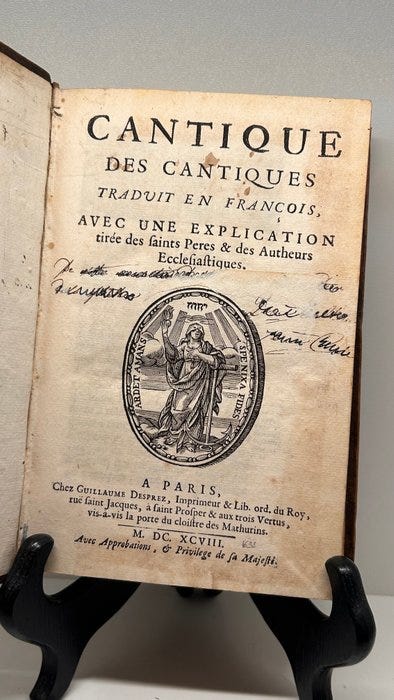 CANTIQUE
DES CANTIQUES
TRADUIT EN FRANÇOIS,
AVEC UNE EXPLICATION
tirée des ſaints Peres & des Autheurs
Eccleſiaſtiques.
ARDET AMANS
SPE NIXA FIDES
A PARIS,
Chez GUILLAUME DESPREZ, Imprimeur & Lib. ord. du Roy,
ruë ſaint Jacques, à ſaint Proſper & aux trois Vertus,
vis-à-vis la porte du cloiſtre des Mathurins.
M. DC. XCVIII.
Avec Approbations, & Privilege de ſa Majeſté.